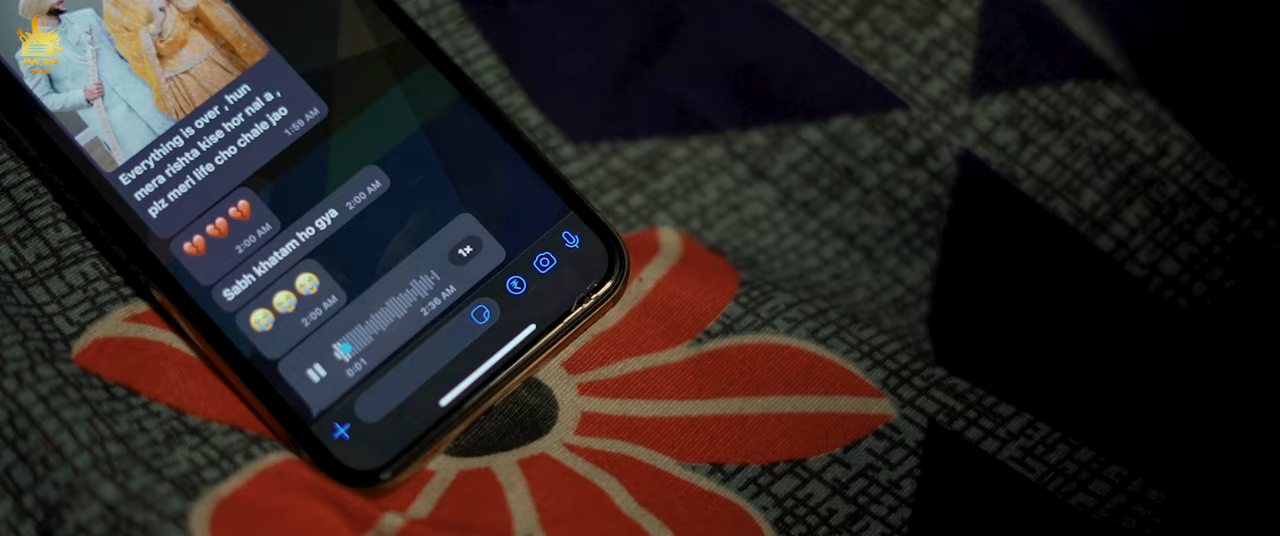 Everything is over , hun
mera rishta kise hor nal a ,
plz meri life cho chale jao
1:59 AM
💔💔💔
2:00 AM
Sabh khatam ho gya
2:00 AM
😭😭😭
2:00 AM
1×
0:01
2:36 AM